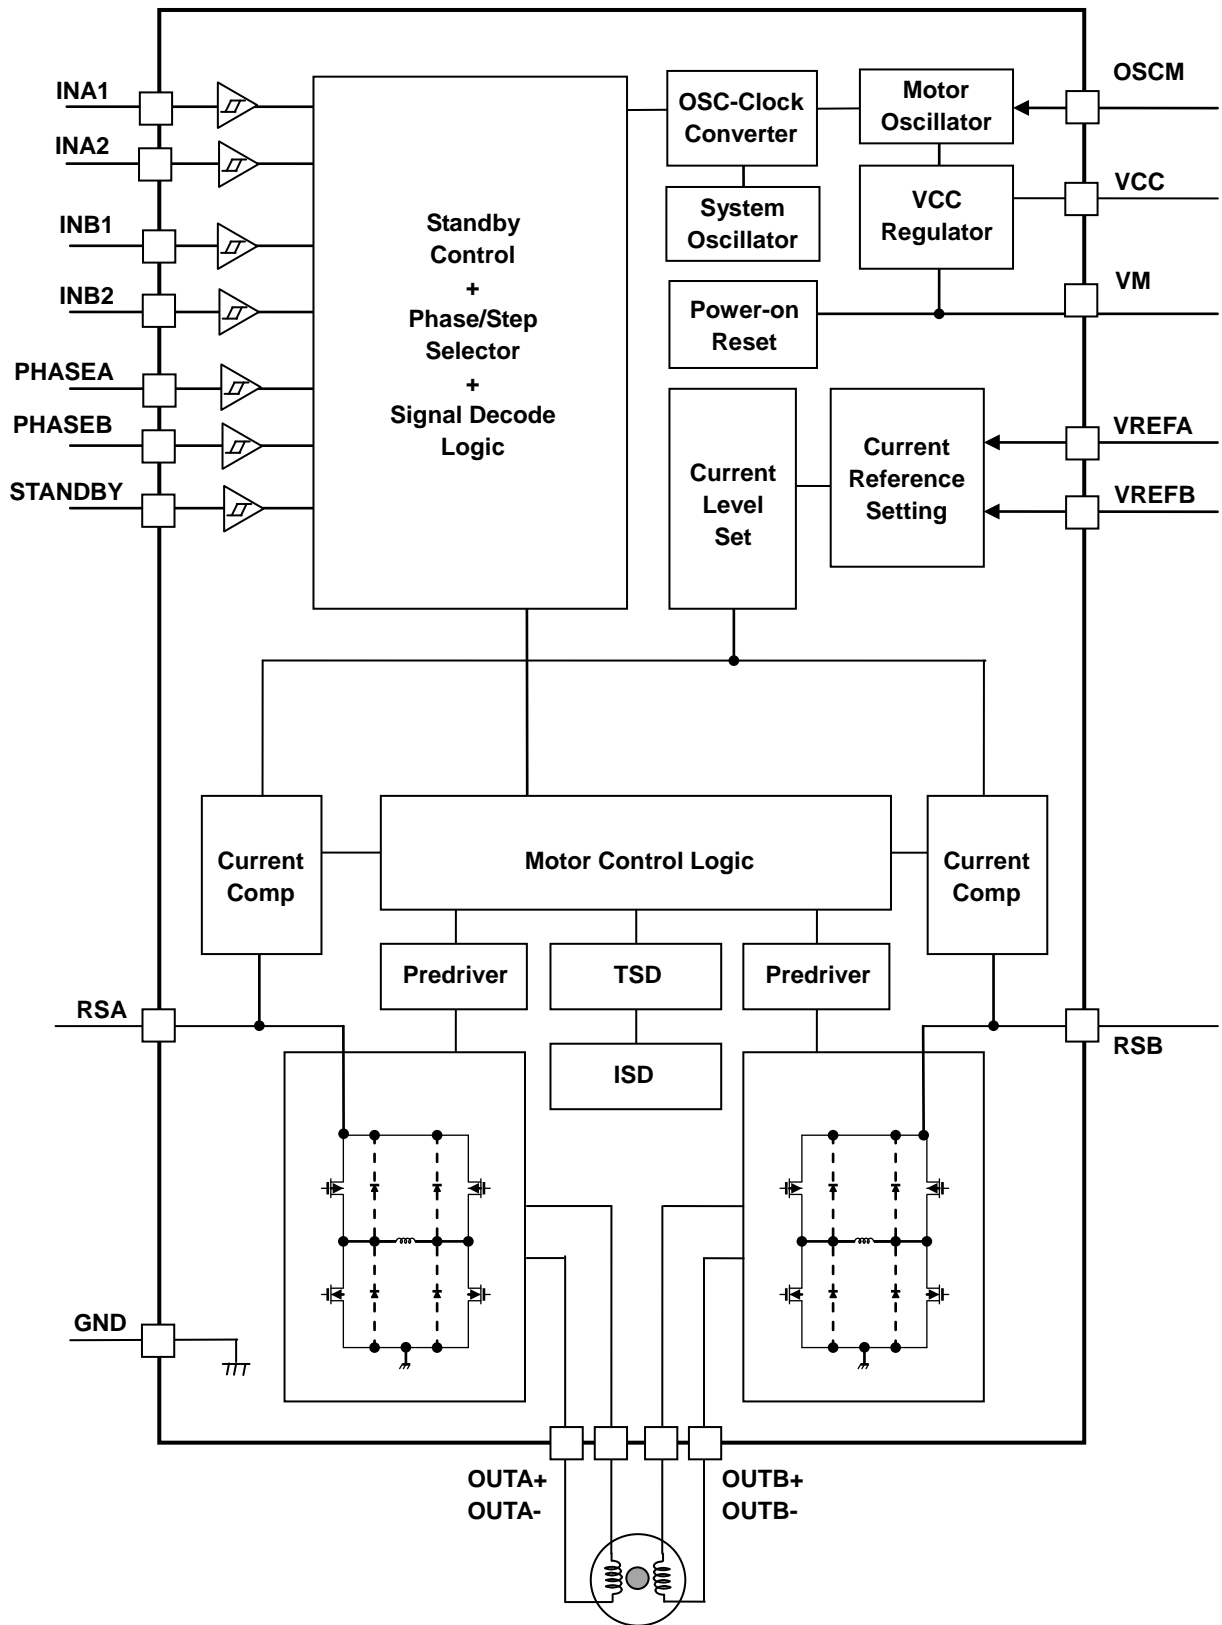 INA1
INA2
INB1
INB2
PHASEA
PHASEB
STANDBY
Standby
Control
+
Phase/Step
Selector
+
Signal Decode
Logic
OSC-Clock
Converter
Motor
Oscillator
OSCM
System
Oscillator
VCC
Regulator
VCC
Power-on
Reset
VM
Current
Level
Set
Current
Reference
Setting
VREFA
VREFB
Current
Comp
Motor Control Logic
Current
Comp
Predriver
TSD
Predriver
RSA
ISD
RSB
GND
OUTA+
OUTA-
OUTB+
OUTB-